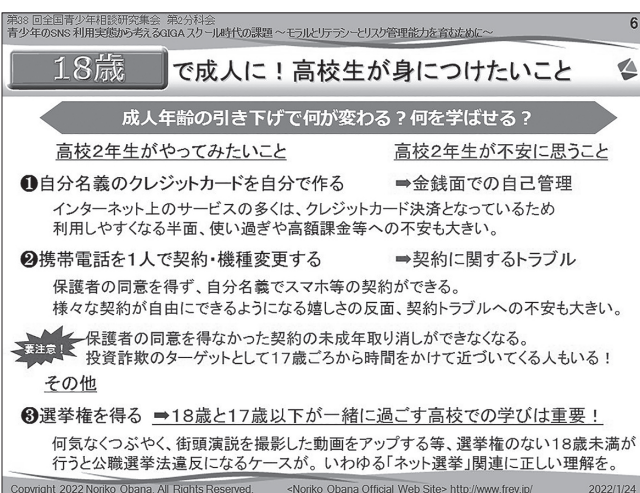 第38 回全国青少年相談研究集会 第2分科会
6
青少年のSNS 利用実態から考えるGIGA スクール時代の課題 ～モラルとリテラシーとリスク管理能力を育むために～
18歳 で成人に！高校生が身につけたいこと
成人年齢の引き下げで何が変わる？何を学ばせる？
高校２年生がやってみたいこと 高校２年生が不安に思うこと
❶自分名義のクレジットカードを自分で作る ➡金銭面での自己管理
インターネット上のサービスの多くは、クレジットカード決済となっているため
利用しやすくなる半面、使い過ぎや高額課金等への不安も大きい。
❷携帯電話を１人で契約・機種変更する ➡契約に関するトラブル
保護者の同意を得ず、自分名義でスマホ等の契約ができる。
様々な契約が自由にできるようになる嬉しさの反面、契約トラブルへの不安も大きい。
要注意！ 保護者の同意を得なかった契約の未成年取り消しができなくなる。
投資詐欺のターゲットとして１７歳ごろから時間をかけて近づいてくる人もいる！
その他
❸選挙権を得る ➡１８歳と１７歳以下が一緒に過ごす高校での学びは重要！
何気なくつぶやく、街頭演説を撮影した動画をアップする等、選挙権のない１８歳未満が
行うと公職選挙法違反になるケースが。いわゆる「ネット選挙」関連に正しい理解を。
Copyright 2022 Noriko Obana. All Rights Reserved. <Noriko Obana Official Web Site> http://www.frey.jp/ 2022/1/24